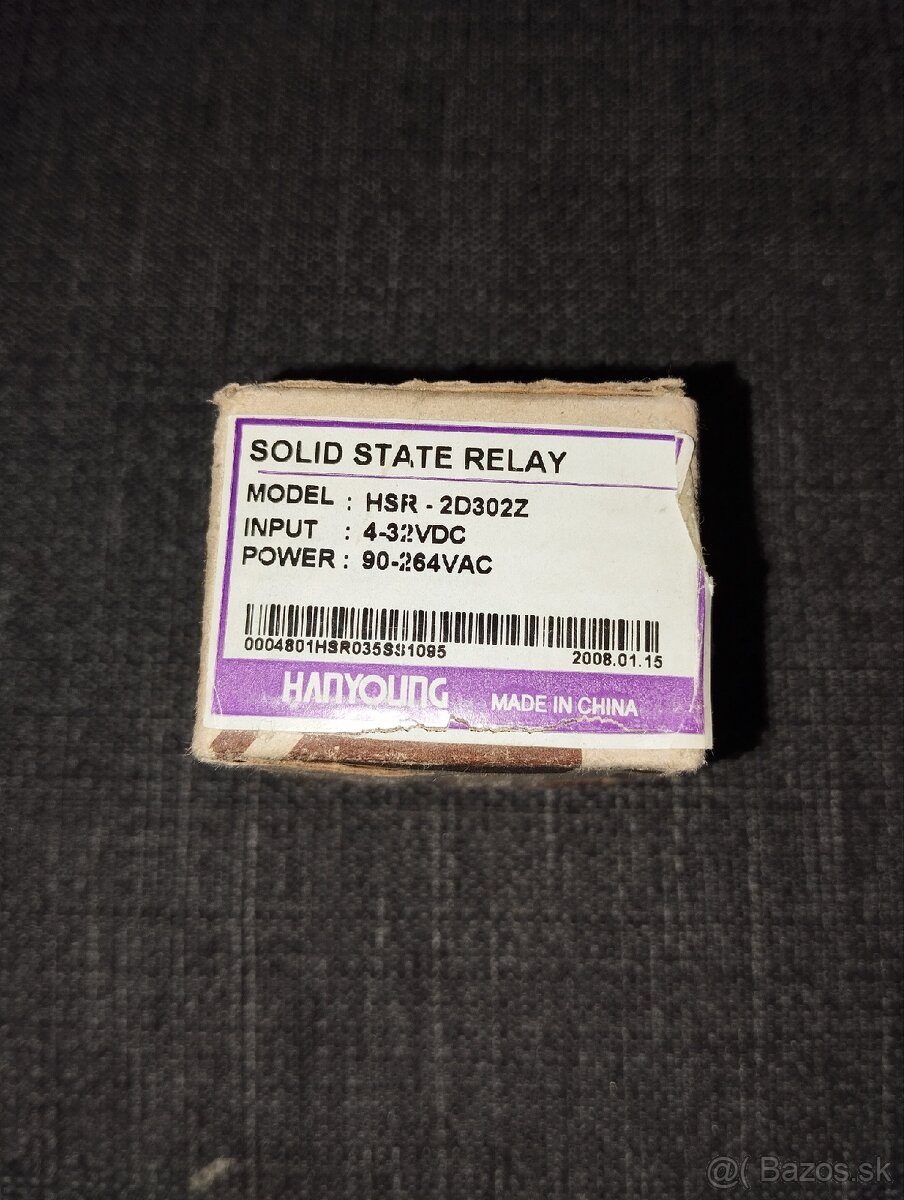 SOLID STATE RELAY
MODEL : HSR - 2D302Z
INPUT : 4-32VDC
POWER : 90-264VAC
0004801HSR035SS1095
2008.01.15
HANYOUNG MADE IN CHINA
@( Bazos.sk